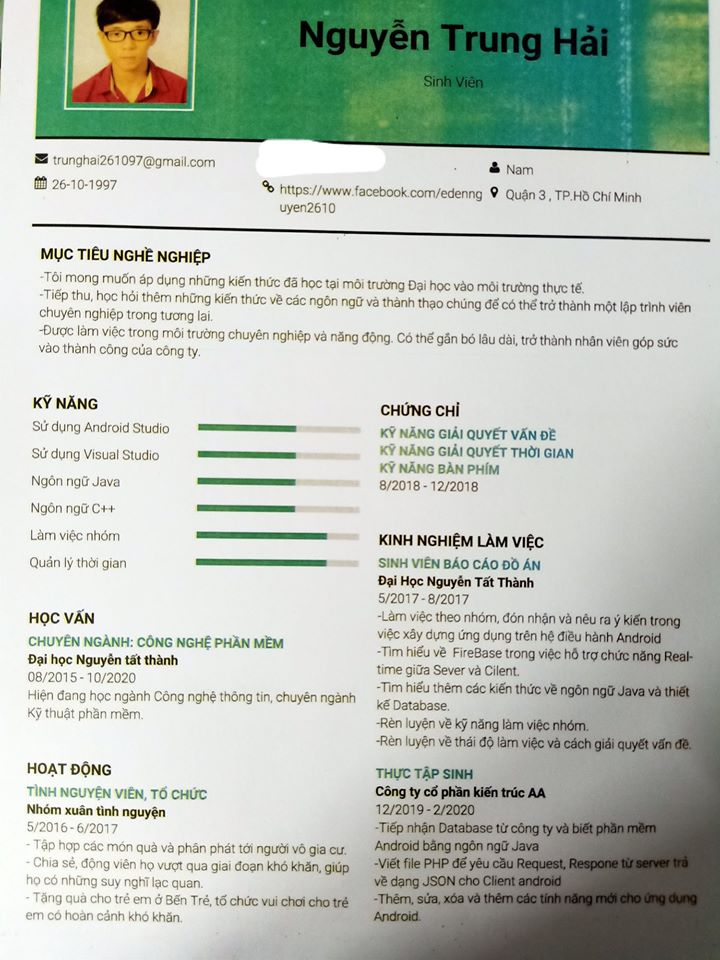 Nguyễn Trung Hải
Sinh Viên
trunghai261097@gmail.com
26-10-1997
https://www.facebook.com/edenng
uyen2610
Nam
Quận 3 , TP.Hồ Chí Minh
MỤC TIÊU NGHỀ NGHIỆP
-Tôi mong muốn áp dụng những kiến thức đã học tại môi trường Đại học vào môi trường thực tế.
-Tiếp thu, học hỏi thêm những kiến thức về các ngôn ngữ và thành thạo chúng để có thể trở thành một lập trình viên
chuyên nghiệp trong tương lai.
-Được làm việc trong môi trường chuyên nghiệp và năng động. Có thể gắn bó lâu dài, trở thành nhân viên góp sức
vào thành công của công ty.
KỸ NĂNG
Sử dụng Android Studio
Sử dụng Visual Studio
Ngôn ngữ Java
Ngôn ngữ C++
Làm việc nhóm
Quản lý thời gian
HỌC VẤN
CHUYÊN NGÀNH: CÔNG NGHỆ PHẦN MỀM
Đại học Nguyễn tất thành
08/2015 - 10/2020
Hiện đang học ngành Công nghệ thông tin, chuyên ngành
Kỹ thuật phần mềm.
HOẠT ĐỘNG
TÌNH NGUYỆN VIÊN, TỔ CHỨC
Nhóm xuân tình nguyện
5/2016 - 6/2017
- Tập hợp các món quà và phân phát tới người vô gia cư.
- Chia sẻ, động viên họ vượt qua giai đoạn khó khăn, giúp
họ có những suy nghĩ lạc quan.
- Tặng quà cho trẻ em ở Bến Trẻ, tổ chức vui chơi cho trẻ
em có hoàn cảnh khó khăn.
CHỨNG CHỈ
KỸ NĂNG GIẢI QUYẾT VẤN ĐỀ
KỸ NĂNG GIẢI QUYẾT THỜI GIAN
KỸ NĂNG BÀN PHÍM
8/2018 - 12/2018
KINH NGHIỆM LÀM VIỆC
SINH VIÊN BÁO CÁO ĐỒ ÁN
Đại Học Nguyễn Tất Thành
5/2017 - 8/2017
-Làm việc theo nhóm, đón nhận và nêu ra ý kiến trong
việc xây dựng ứng dụng trên hệ điều hành Android
-Tìm hiểu về FireBase trong việc hỗ trợ chức năng Real-
time giữa Sever và Cilent.
-Tìm hiểu thêm các kiến thức về ngôn ngữ Java và thiết
kế Database.
-Rèn luyện về kỹ năng làm việc nhóm.
-Rèn luyện về thái độ làm việc và cách giải quyết vấn đề.
THỰC TẬP SINH
Công ty cổ phần kiến trúc AA
12/2019 - 2/2020
-Tiếp nhận Database từ công ty và biết phần mềm
Android bằng ngôn ngữ Java
-Viết file PHP để yêu cầu Request, Respone từ server trả
về dạng JSON cho Client android
-Thêm, sửa, xóa và thêm các tính năng mới cho ứng dụng
Android.